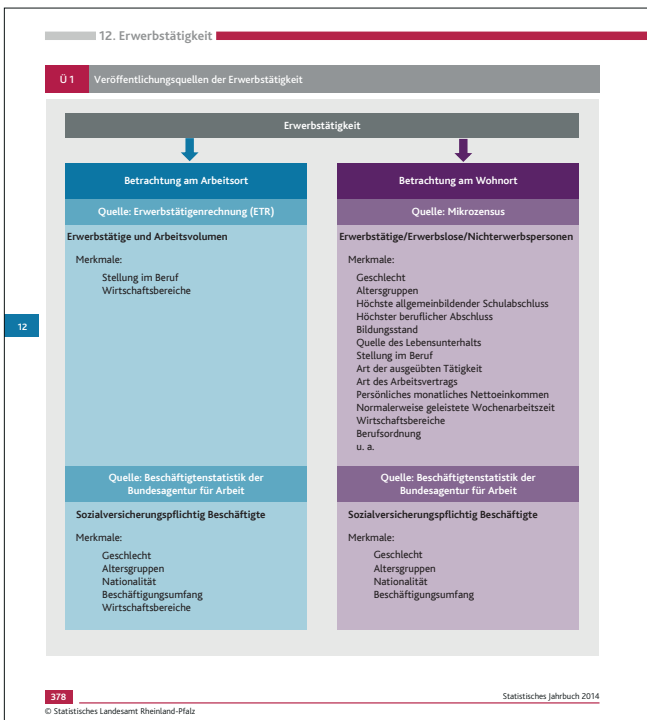 12. Erwerbstätigkeit
Ü 1 Veröffentlichungsquellen der Erwerbstätigkeit
Erwerbstätigkeit
Betrachtung am Arbeitsort
Quelle: Erwerbstätigenrechnung (ETR)
Erwerbstätige und Arbeitsvolumen
Merkmale:
Stellung im Beruf
Wirtschaftsbereiche
Quelle: Beschäftigtenstatistik der
Bundesagentur für Arbeit
Sozialversicherungspflichtig Beschäftigte
Merkmale:
Geschlecht
Altersgruppen
Nationalität
Beschäftigungsumfang
Wirtschaftsbereiche
Betrachtung am Wohnort
Quelle: Mikrozensus
Erwerbstätige/Erwerbslose/Nichterwerbspersonen
Merkmale:
Geschlecht
Altersgruppen
Höchste allgemeinbildender Schulabschluss
Höchster beruflicher Abschluss
Bildungsstand
Quelle des Lebensunterhalts
Stellung im Beruf
Art der ausgeübten Tätigkeit
Art des Arbeitsvertrags
Persönliches monatliches Nettoeinkommen
Normalerweise geleistete Wochenarbeitszeit
Wirtschaftsbereiche
Berufsordnung
u. a.
Quelle: Beschäftigtenstatistik der
Bundesagentur für Arbeit
Sozialversicherungspflichtig Beschäftigte
Merkmale:
Geschlecht
Altersgruppen
Nationalität
Beschäftigungsumfang
12
378
Statistisches Jahrbuch 2014
© Statistisches Landesamt Rheinland-Pfalz